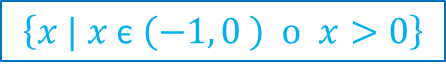 {x | x ϵ (−1, 0 ) o x > 0}